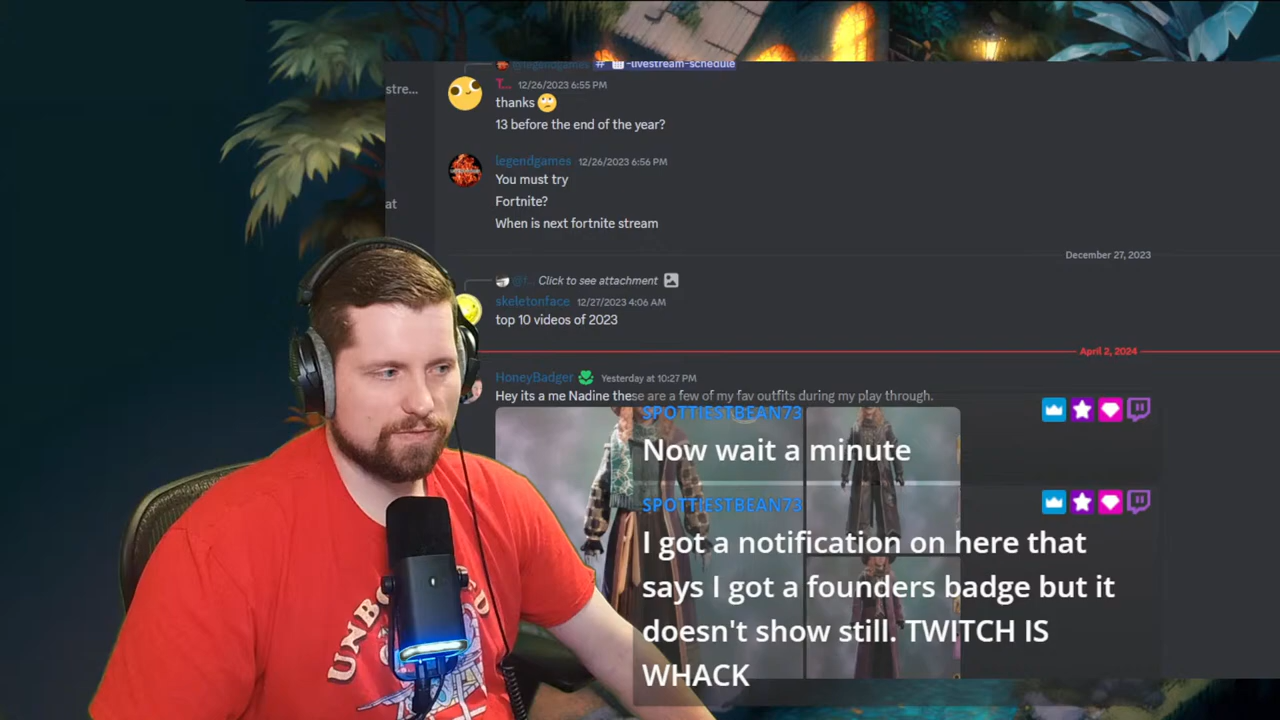 -livestream-schedule
stre...
T... 12/26/2023 6:55 PM
thanks
13 before the end of the year?
legendgames 12/26/2023 6:56 PM
You must try
at
Fortnite?
When is next fortnite stream
December 27, 2023
Click to see attachment
skeletonface 12/27/2023 4:06 AM
top 10 videos of 2023
April 2, 2024
HoneyBadger Yesterday at 10:27 PM
Hey its a me Nadine these are a few of my fav outfits during my play through.
SPOTTIESTBEAN73
Now wait a minute
SPOTTIESTBEAN73
I got a notification on here that
says I got a founders badge but it
doesn't show still. TWITCH IS
WHACK